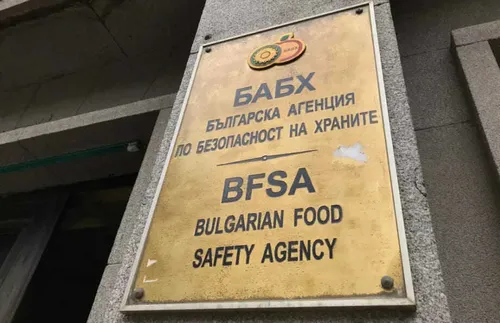 БАБХ
БЪЛГАРСКА АГЕНЦИЯ
ПО БЕЗОПАСНОСТ НА ХРАНИТЕ
BFSA
BULGARIAN FOOD
SAFETY AGENCY